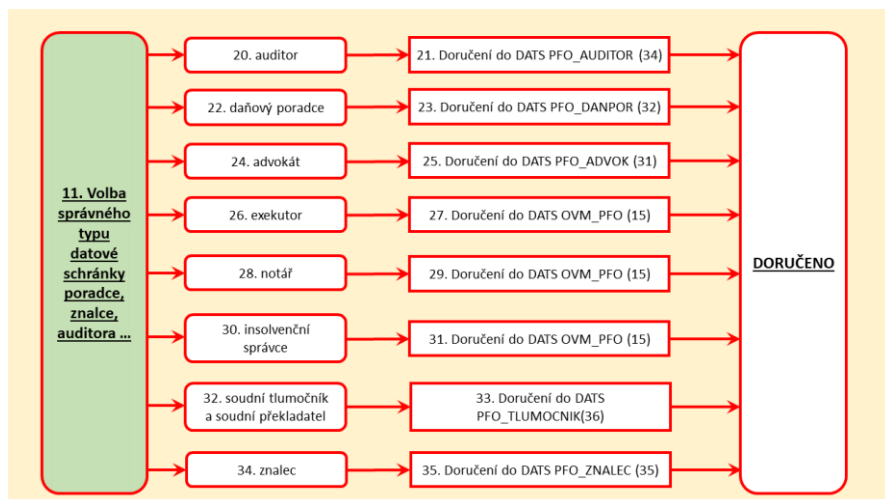 11. Volba
správného
typu
datové
schránky
poradce,
znalce,
auditora ...
20. auditor
21. Doručení do DATS PFO_AUDITOR (34)
22. daňový poradce
23. Doručení do DATS PFO_DANPOR (32)
24. advokát
25. Doručení do DATS PFO_ADVOK (31)
26. exekutor
27. Doručení do DATS OVM_PFO (15)
28. notář
29. Doručení do DATS OVM_PFO (15)
30. insolvenční
správce
31. Doručení do DATS OVM_PFO (15)
32. soudní tlumočník
a soudní překladatel
33. Doručení do DATS
PFO_TLUMOCNIK(36)
34. znalec
35. Doručení do DATS PFO_ZNALEC (35)
DORUČENO